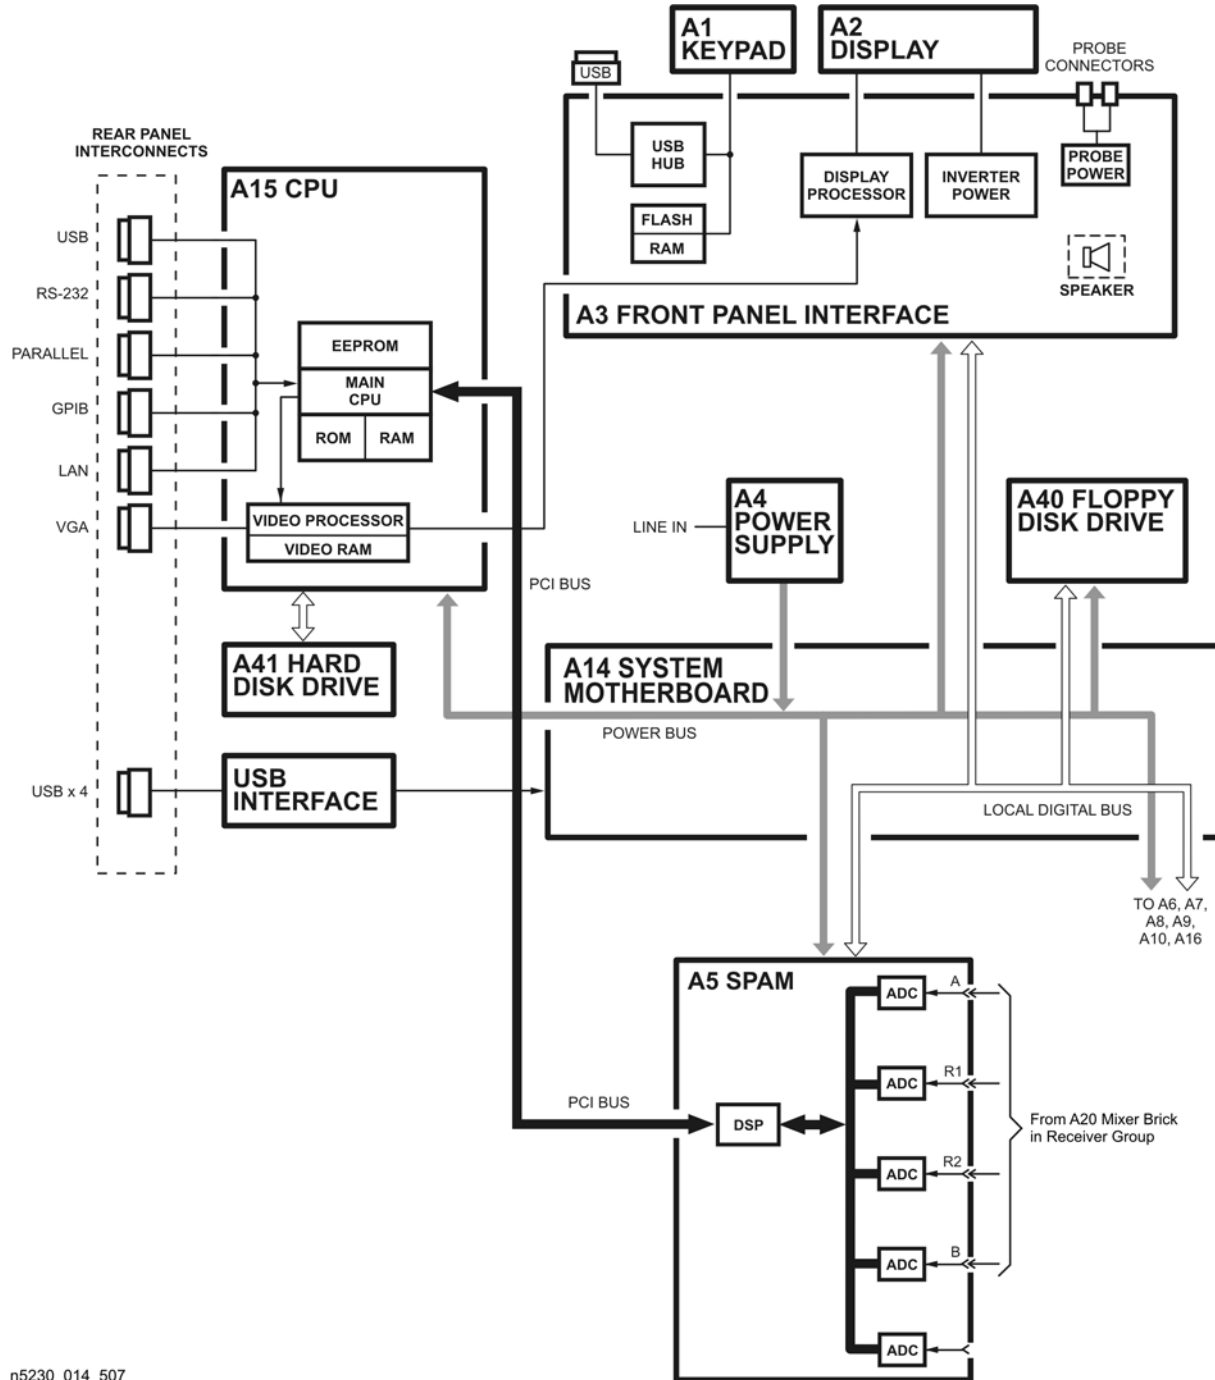 A1
KEYPAD
A2
DISPLAY
PROBE
CONNECTORS
USB
USB
HUB
FLASH
RAM
DISPLAY
PROCESSOR
INVERTER
POWER
PROBE
POWER
SPEAKER
A3 FRONT PANEL INTERFACE
REAR PANEL
INTERCONNECTS
USB
RS-232
PARALLEL
GPIB
LAN
VGA
USB x 4
A15 CPU
EEPROM
MAIN
CPU
ROM
RAM
VIDEO PROCESSOR
VIDEO RAM
PCI BUS
A41 HARD
DISK DRIVE
USB
INTERFACE
LINE IN
A4
POWER
SUPPLY
A40 FLOPPY
DISK DRIVE
A14 SYSTEM
MOTHERBOARD
POWER BUS
LOCAL DIGITAL BUS
TO A6, A7,
A8, A9,
A10, A16
A5 SPAM
PCI BUS
DSP
ADC
A
ADC
R1
ADC
R2
ADC
B
ADC
From A20 Mixer Brick
in Receiver Group
n5230_014_507